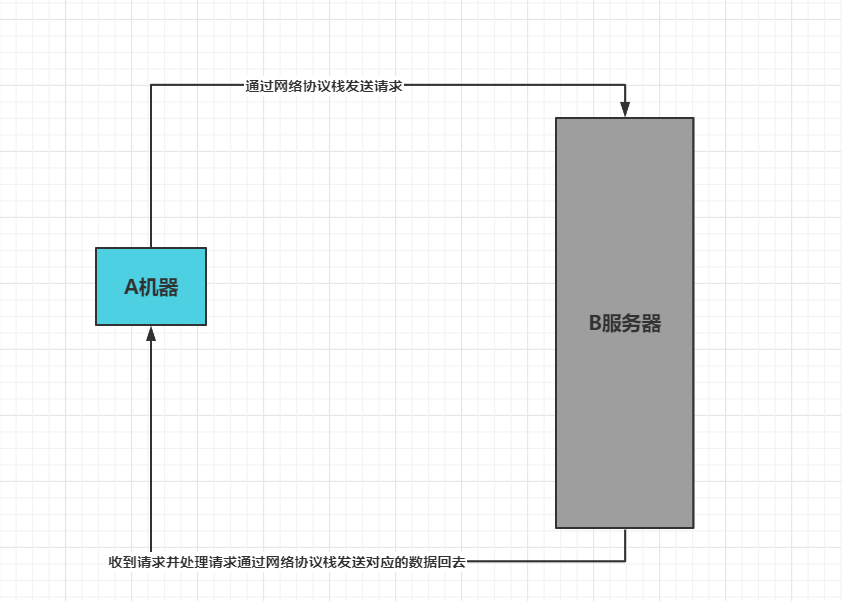 通过网络协议栈发送请求
A机器
B服务器
收到请求并处理请求通过网络协议栈发送对应的数据回去